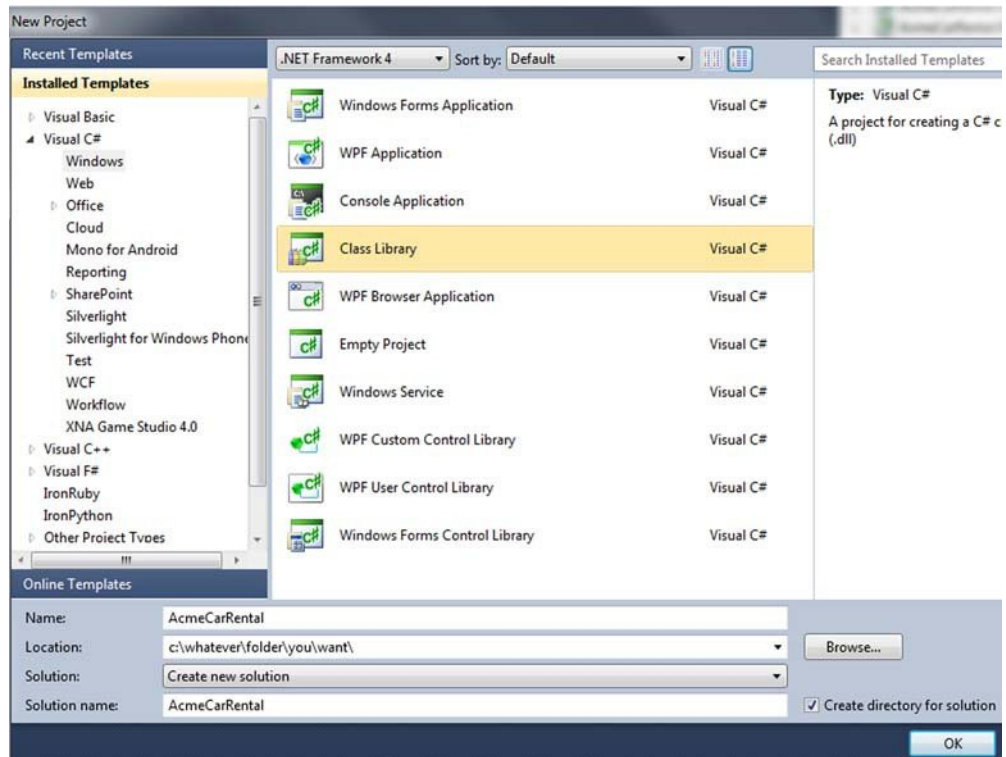 New Project
Recent Templates
Installed Templates
Visual Basic
Visual C#
Windows
Web
Office
Cloud
Mono for Android
Reporting
SharePoint
Silverlight
Silverlight for Windows Phone
Test
WCF
Workflow
XNA Game Studio 4.0
Visual C++
Visual F#
IronRuby
IronPython
Other Project Types
Online Templates
.NET Framework 4 Sort by: Default
Windows Forms Application Visual C#
WPF Application Visual C#
Console Application Visual C#
Class Library Visual C#
WPF Browser Application Visual C#
Empty Project Visual C#
Windows Service Visual C#
WPF Custom Control Library Visual C#
WPF User Control Library Visual C#
Windows Forms Control Library Visual C#
Search Installed Templates
Type: Visual C#
A project for creating a C# c
(.dll)
Name: AcmeCarRental
Location: c:\whatever\folder\you\want\ Browse...
Solution: Create new solution
Solution name: AcmeCarRental Create directory for solution
OK